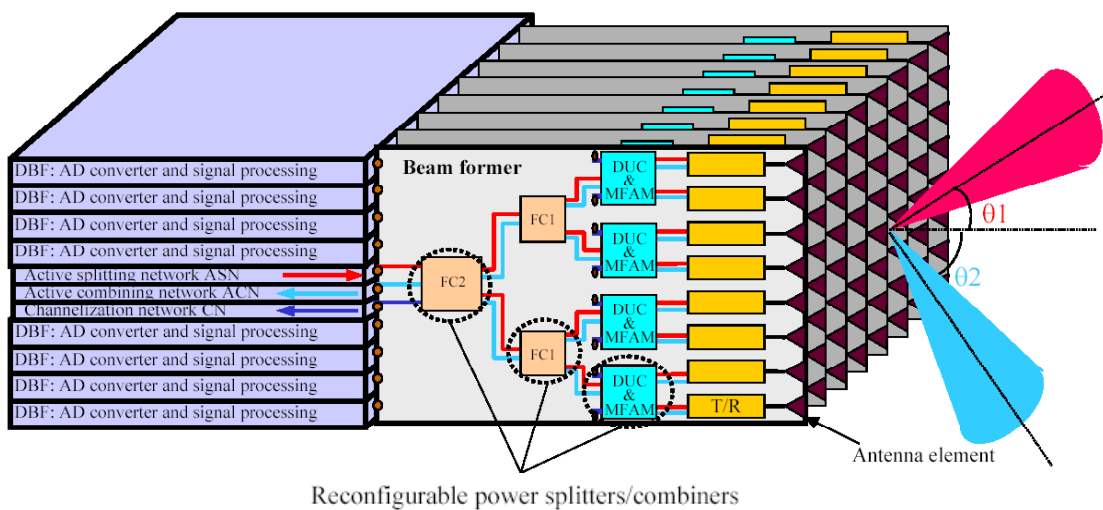 Beam former
DBF: AD converter and signal processing
DBF: AD converter and signal processing
DBF: AD converter and signal processing
DBF: AD converter and signal processing
Active splitting network ASN
Active combining network ACN
Channelization network CN
DBF: AD converter and signal processing
DBF: AD converter and signal processing
DBF: AD converter and signal processing
DBF: AD converter and signal processing
FC2
FC1
FC1
DUC
&
MFAM
DUC
&
MFAM
DUC
&
MFAM
DUC
&
MFAM
T/R
θ1
θ2
Antenna element
Reconfigurable power splitters/combiners